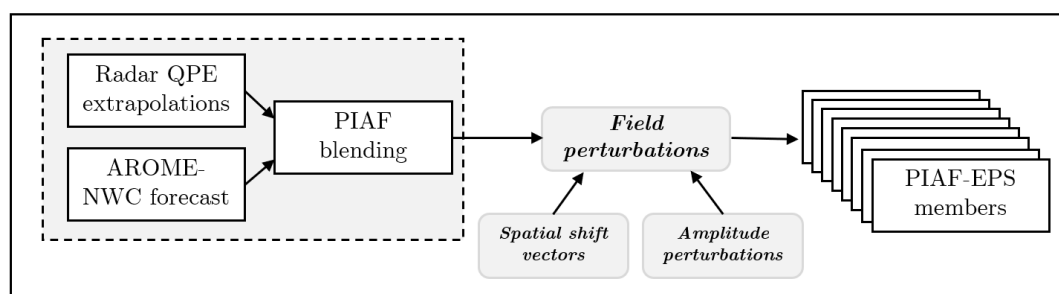 Radar QPE
extrapolations
AROME-
NWC forecast
PIAF
blending
Field
perturbations
Spatial shift
vectors
Amplitude
perturbations
PIAF-EPS
members